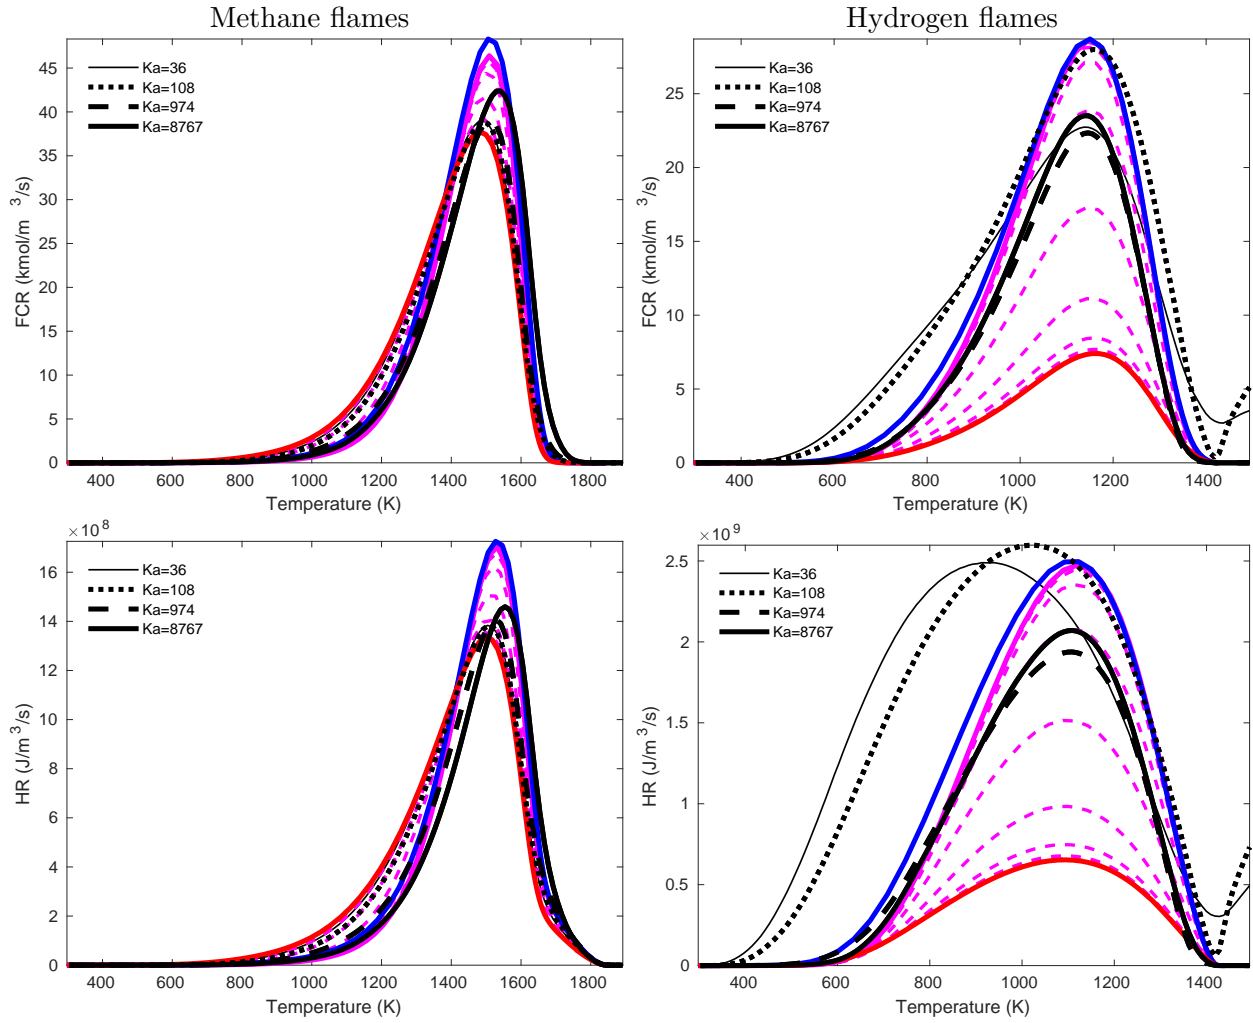 Methane flames
Hydrogen flames
45
40
35
30
25
20
15
10
5
0
FCR (kmol/m ³/s)
Ka=36
Ka=108
Ka=974
Ka=8767
400 600 800 1000 1200 1400 1600 1800
Temperature (K)
25
20
15
10
5
0
FCR (kmol/m ³/s)
Ka=36
Ka=108
Ka=974
Ka=8767
400 600 800 1000 1200 1400
Temperature (K)
×10⁸
16
14
12
10
8
6
4
2
0
HR (J/m ³/s)
Ka=36
Ka=108
Ka=974
Ka=8767
400 600 800 1000 1200 1400 1600 1800
Temperature (K)
×10⁹
2.5
2
1.5
1
0.5
0
HR (J/m ³/s)
Ka=36
Ka=108
Ka=974
Ka=8767
400 600 800 1000 1200 1400
Temperature (K)